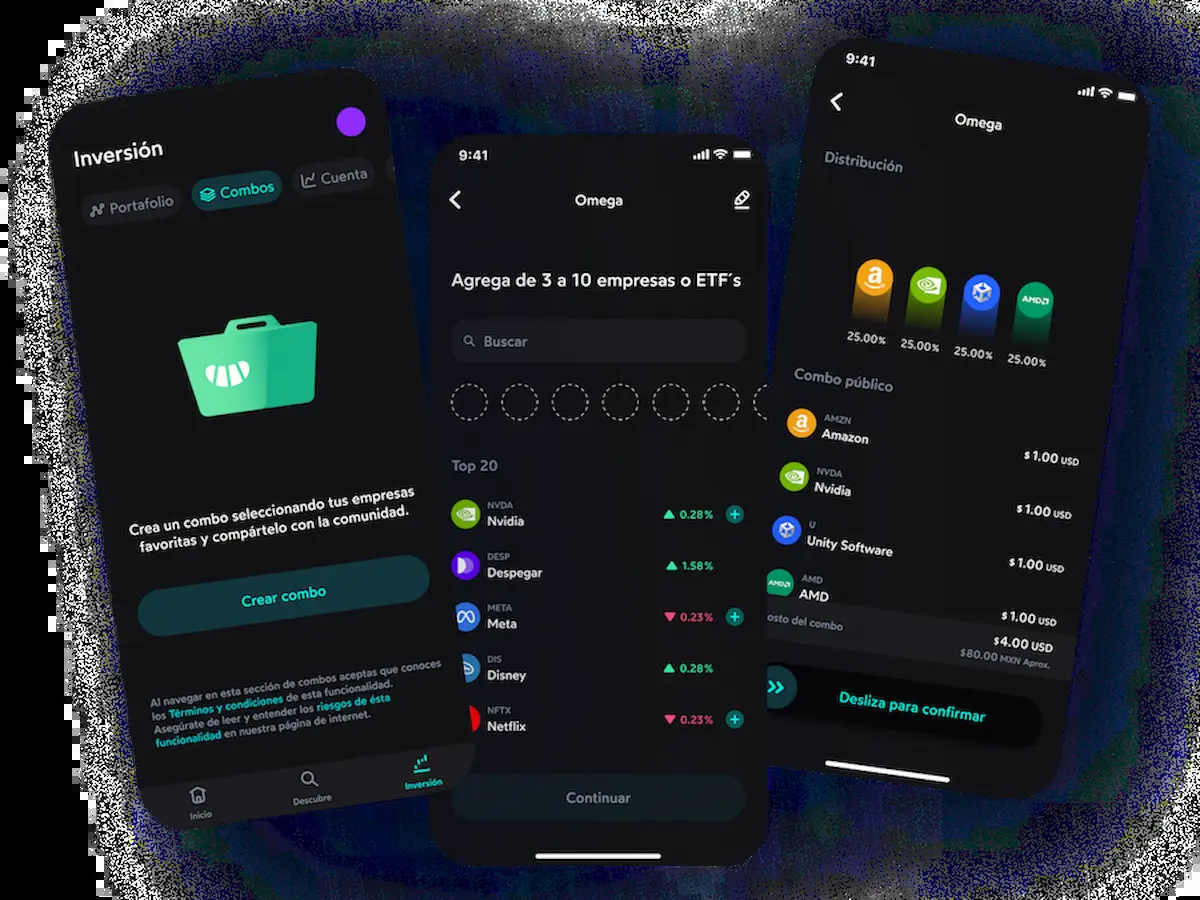 Inversión
Portafolio
Combos
Cuenta
Crea un combo seleccionando tus empresas
favoritas y compártelo con la comunidad.
Crear combo
Al navegar en esta sección de combos aceptas que conoces
los Términos y condiciones de esta funcionalidad.
Asegúrate de leer y entender los riesgos de ésta
funcionalidad en nuestra página de internet.
Inicio
Descubre
Inversión
9:41
Omega
Agrega de 3 a 10 empresas o ETF´s
Buscar
Top 20
NVDA
Nvidia
0.28%
DESP
Despegar
1.58%
META
Meta
0.23%
DIS
Disney
0.28%
NFTX
Netflix
0.23%
Continuar
9:41
Omega
Distribución
a
AMD
25.00%
25.00%
25.00%
25.00%
Combo público
a
AMZN
Amazon
$1.00 USD
NVDA
Nvidia
$1.00 USD
U
Unity Software
$1.00 USD
AMD
AMD
AMD
$1.00 USD
osto del combo
$4.00 USD
$80.00 MXN Aprox.
Desliza para confirmar